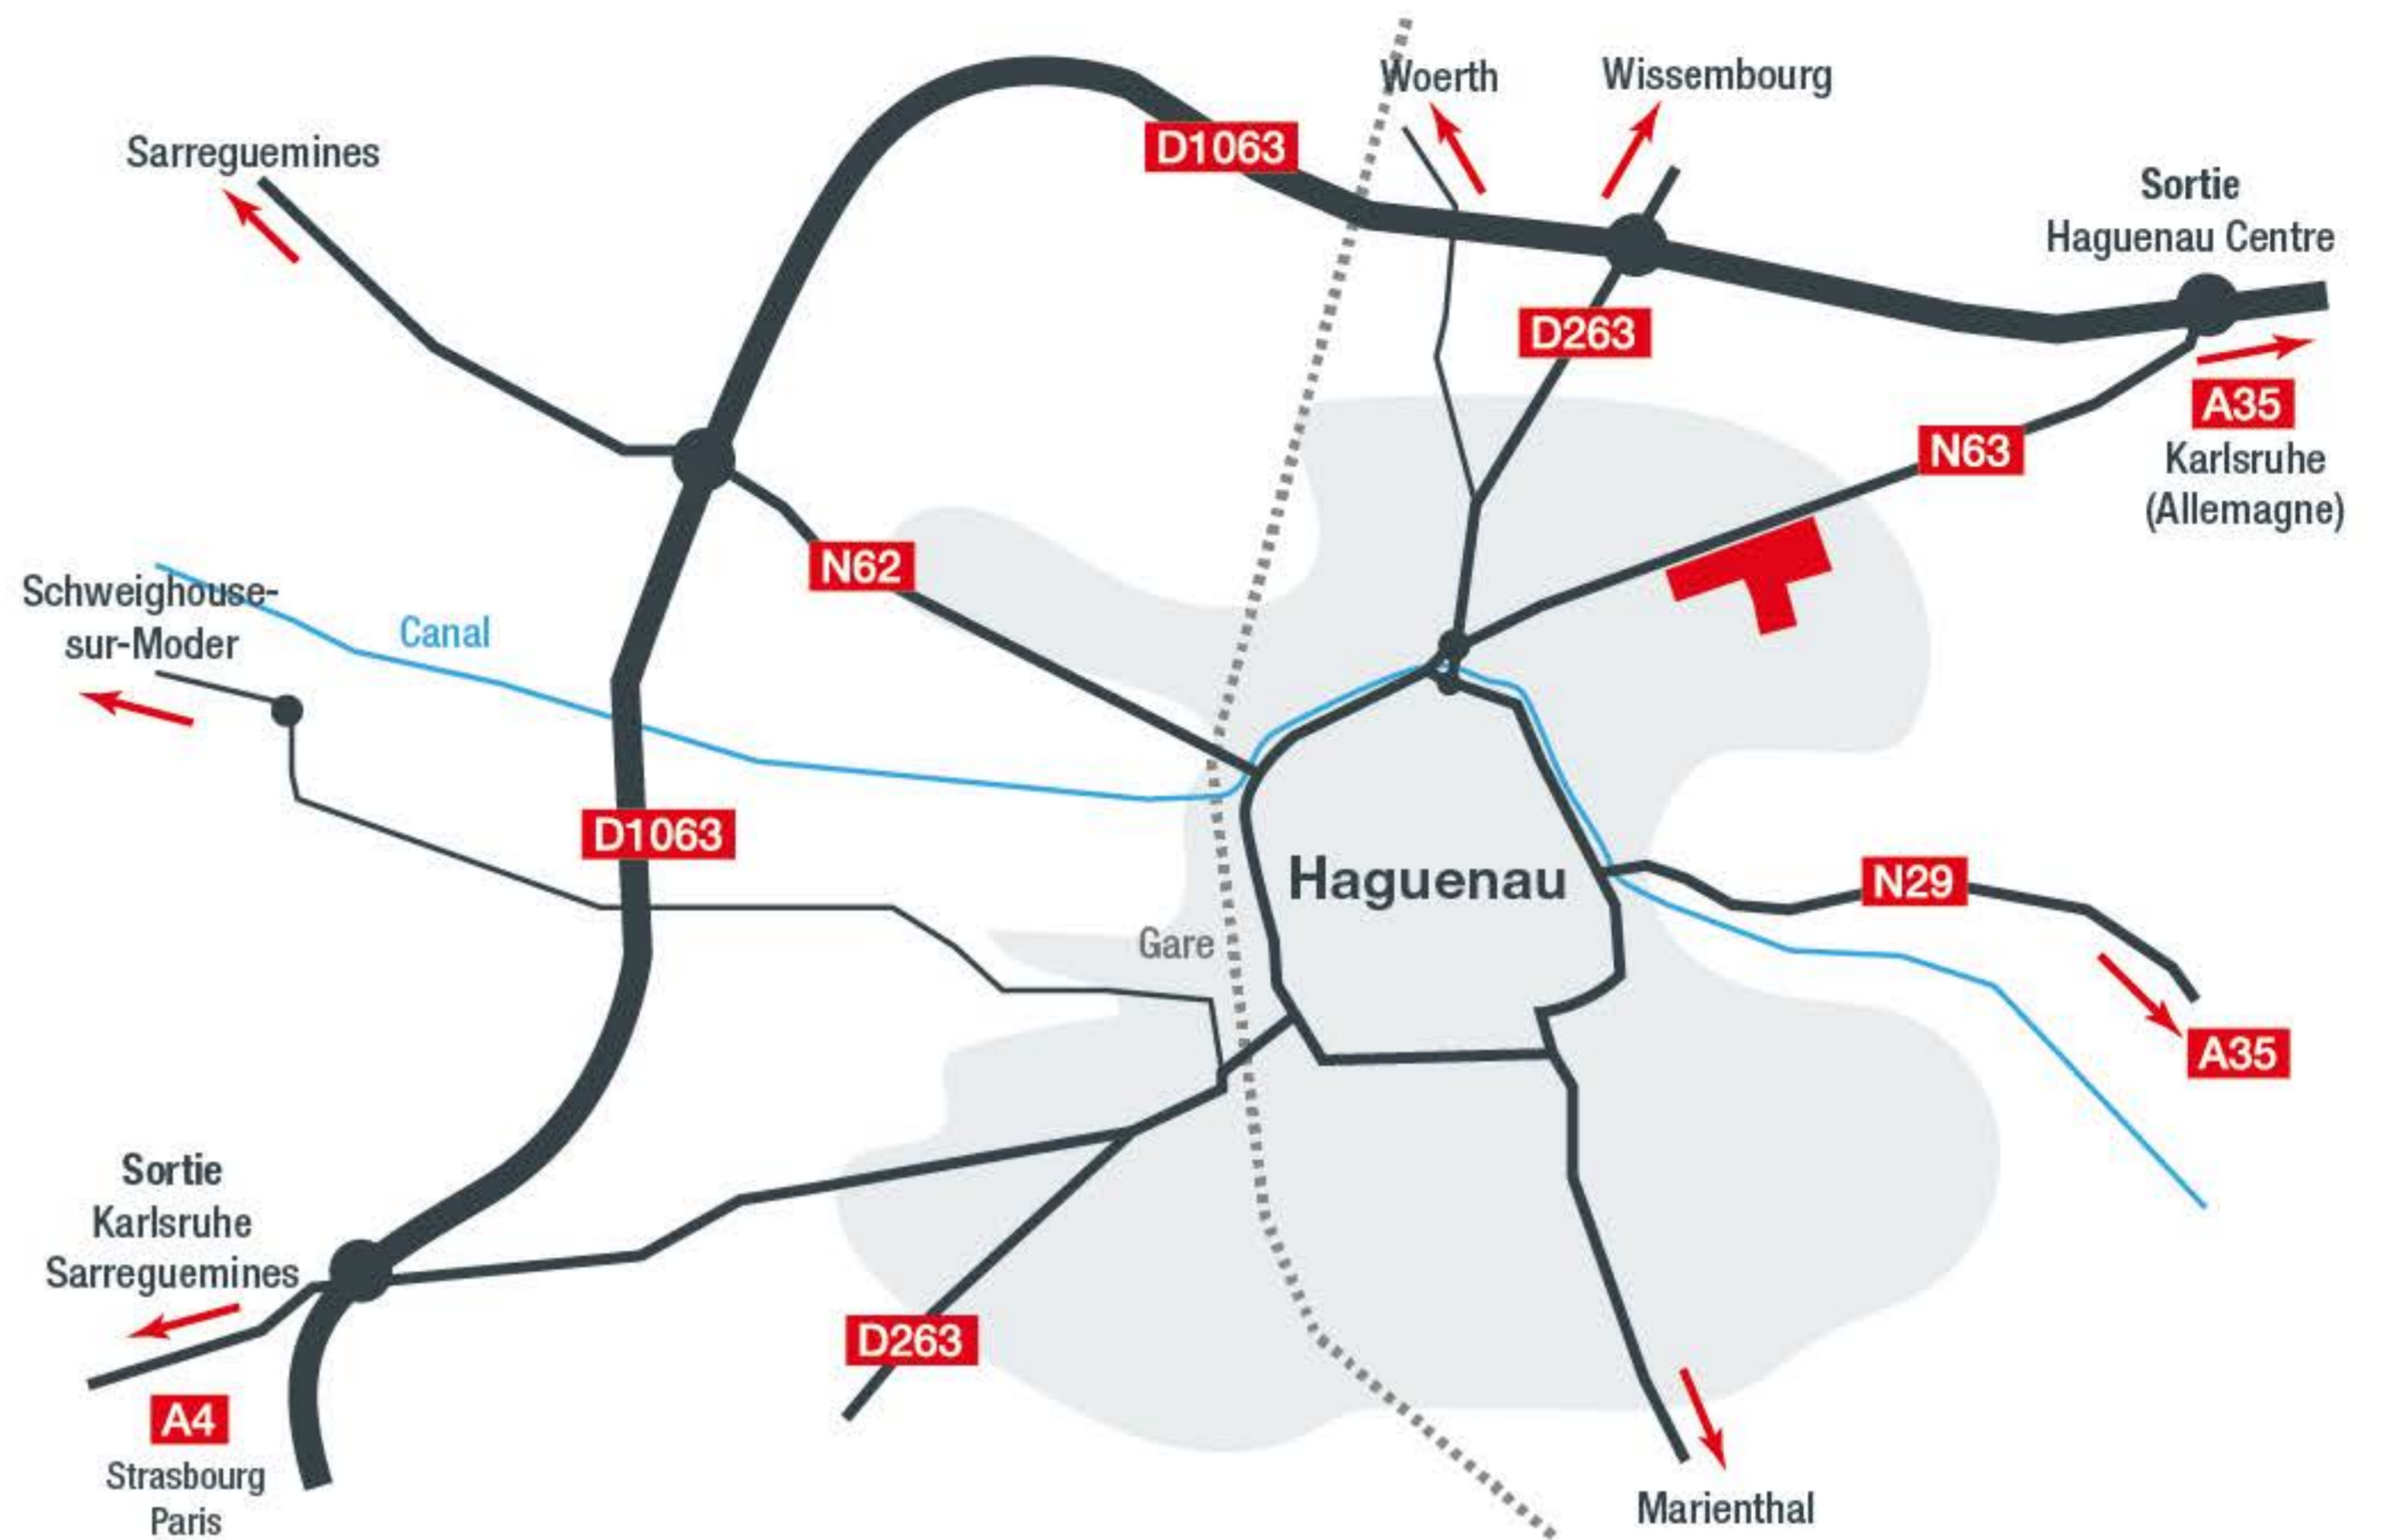 Woerth
Wissembourg
D1063
Sarreguemines
Sortie
Haguenau Centre
D263
A35
Karlsruhe
(Allemagne)
N63
N62
Schweighouse-
sur-Moder
Canal
D1063
Haguenau
N29
Gare
A35
Sortie
Karlsruhe
Sarreguemines
D263
A4
Strasbourg
Paris
Marienthal